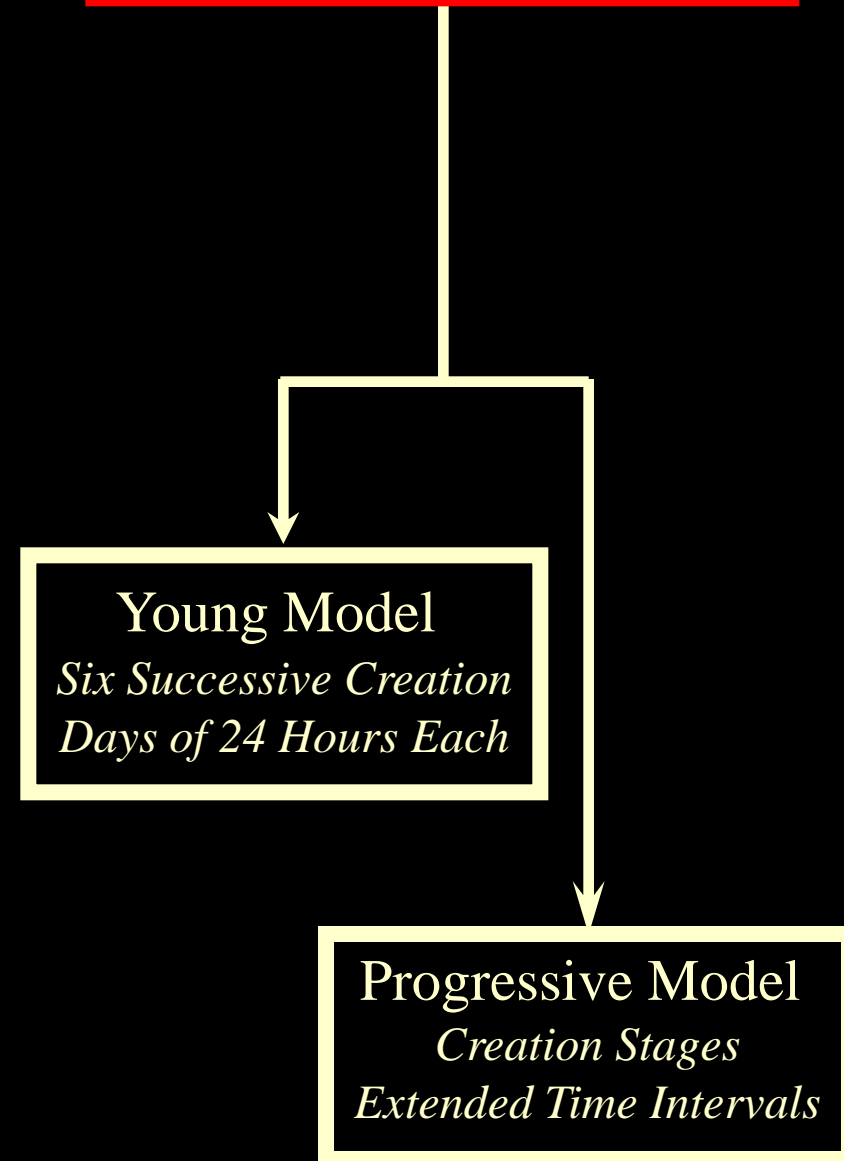 Young Model
Six Successive Creation
Days of 24 Hours Each
Progressive Model
Creation Stages
Extended Time Intervals